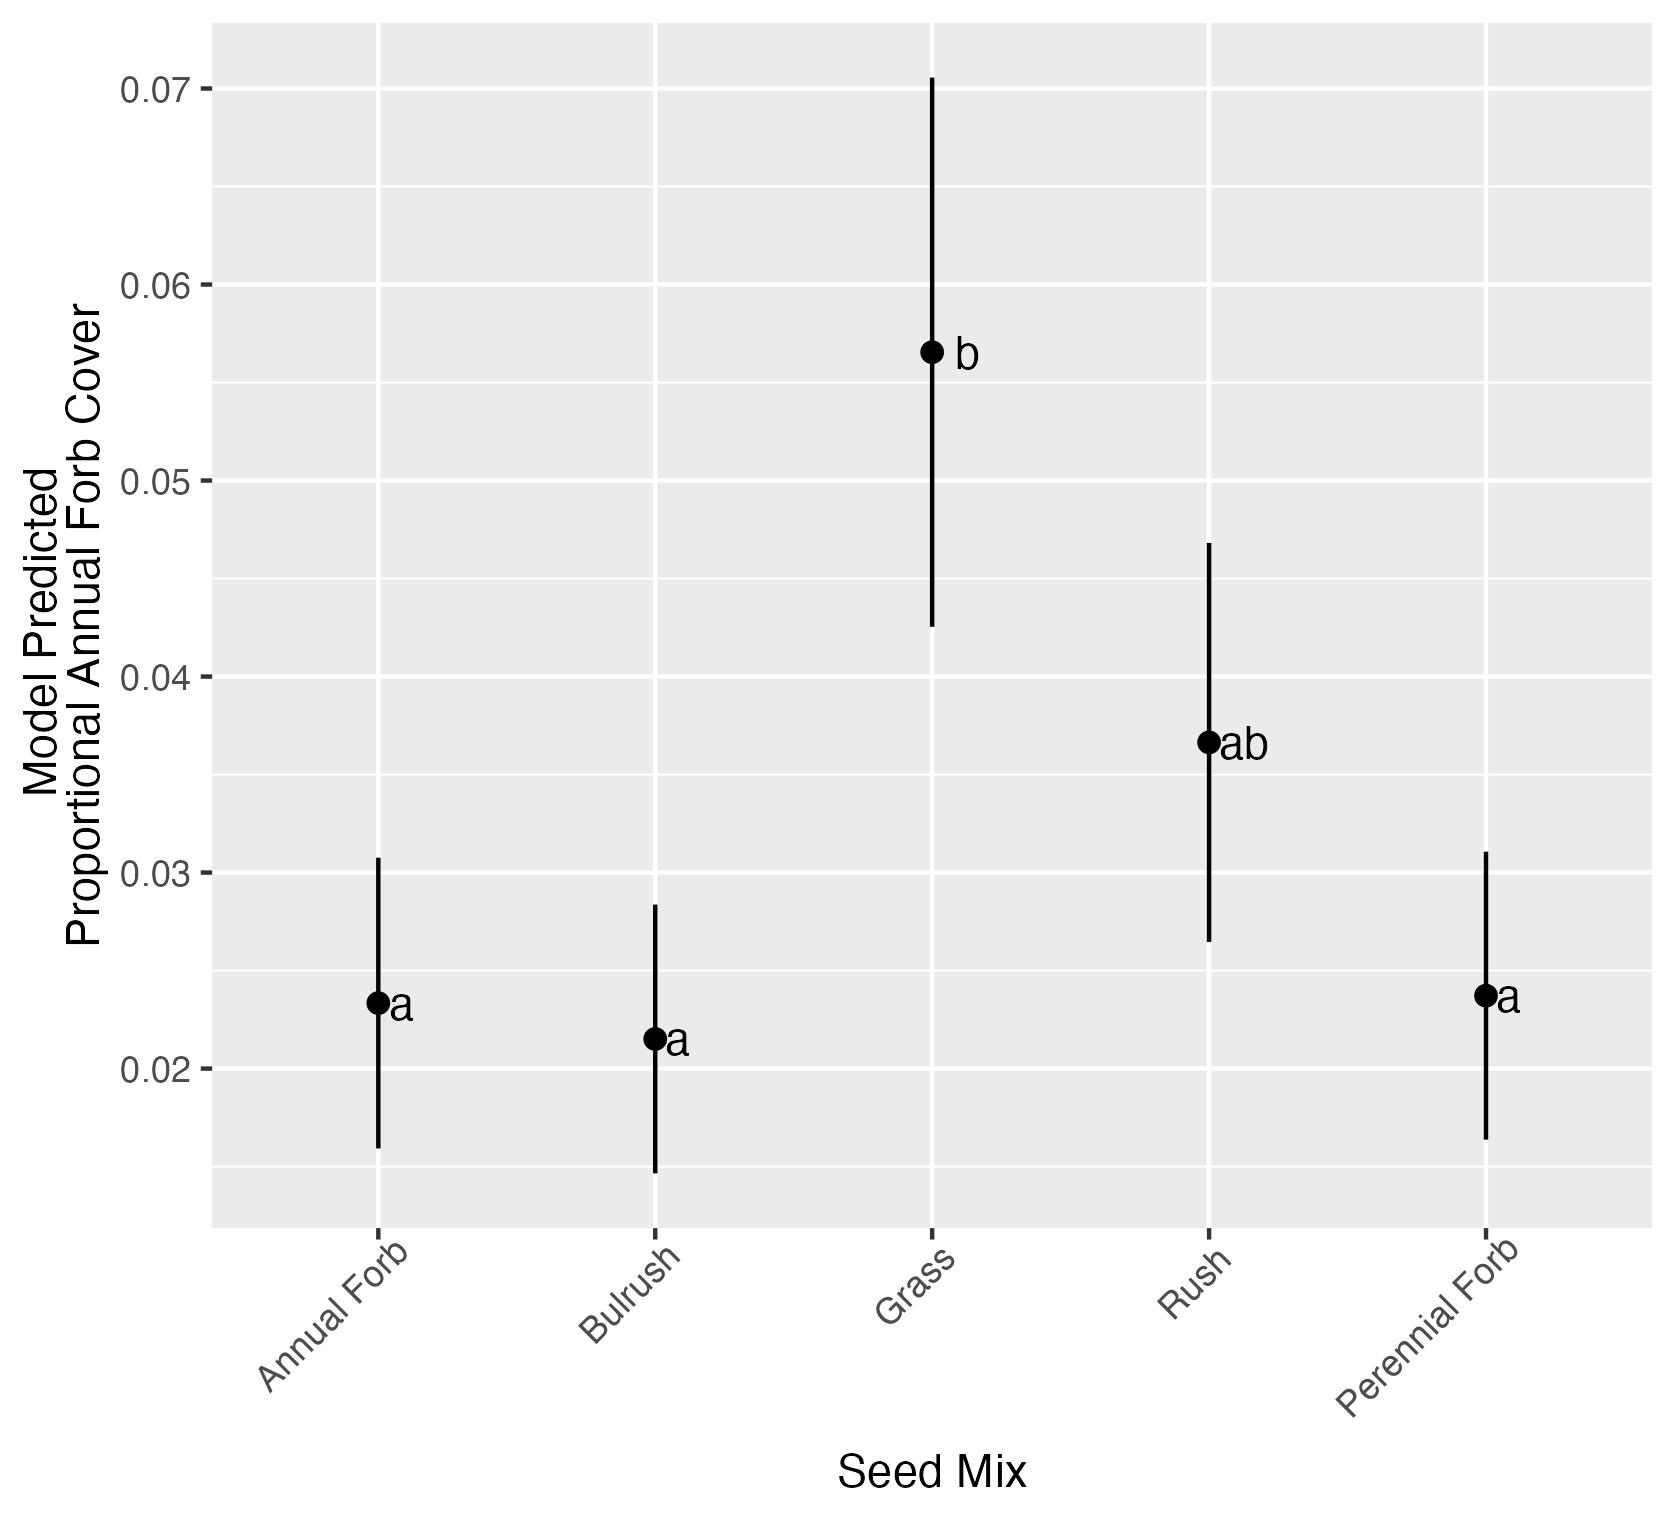 Model Predicted
Proportional Annual Forb Cover
0.07
0.06
0.05
0.04
0.03
0.02
b
ab
a
a
a
Annual Forb
Bulrush
Grass
Rush
Perennial Forb
Seed Mix